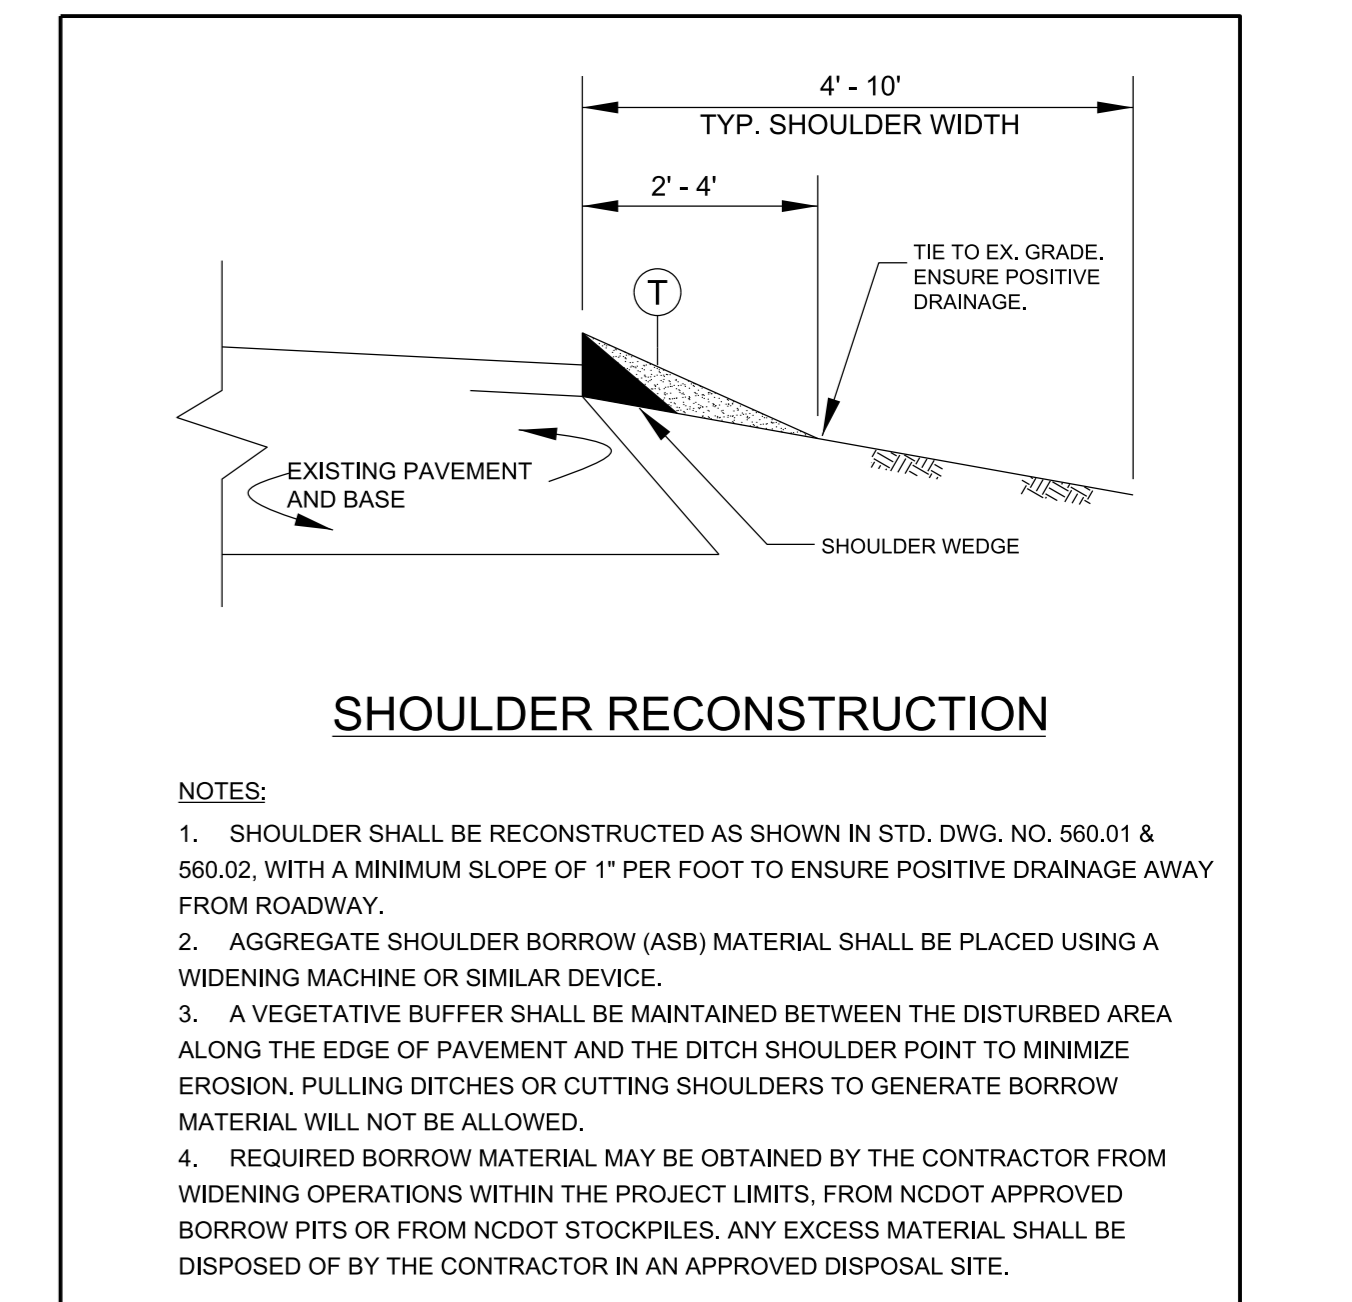 4' - 10'
TYP. SHOULDER WIDTH
2' - 4'
TIE TO EX. GRADE.
ENSURE POSITIVE
DRAINAGE.
T
EXISTING PAVEMENT
AND BASE
SHOULDER WEDGE
SHOULDER RECONSTRUCTION
NOTES:
1. SHOULDER SHALL BE RECONSTRUCTED AS SHOWN IN STD. DWG. NO. 560.01 &
560.02, WITH A MINIMUM SLOPE OF 1" PER FOOT TO ENSURE POSITIVE DRAINAGE AWAY
FROM ROADWAY.
2. AGGREGATE SHOULDER BORROW (ASB) MATERIAL SHALL BE PLACED USING A
WIDENING MACHINE OR SIMILAR DEVICE.
3. A VEGETATIVE BUFFER SHALL BE MAINTAINED BETWEEN THE DISTURBED AREA
ALONG THE EDGE OF PAVEMENT AND THE DITCH SHOULDER POINT TO MINIMIZE
EROSION. PULLING DITCHES OR CUTTING SHOULDERS TO GENERATE BORROW
MATERIAL WILL NOT BE ALLOWED.
4. REQUIRED BORROW MATERIAL MAY BE OBTAINED BY THE CONTRACTOR FROM
WIDENING OPERATIONS WITHIN THE PROJECT LIMITS, FROM NCDOT APPROVED
BORROW PITS OR FROM NCDOT STOCKPILES. ANY EXCESS MATERIAL SHALL BE
DISPOSED OF BY THE CONTRACTOR IN AN APPROVED DISPOSAL SITE.